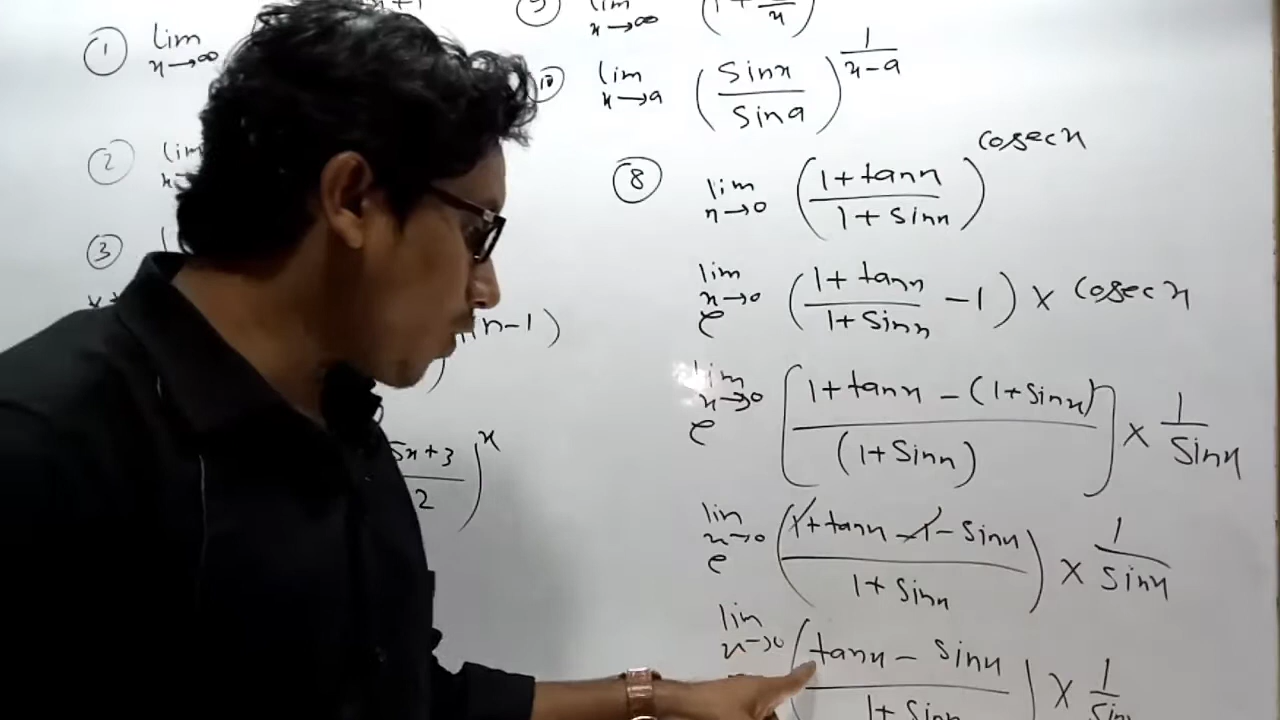 ① lim x→∞
x+1
⑨ lim x→∞ (1 + /x)
⑩ lim x→a (sinx/sina)^(1/(x-a))
②
③
(n-1)
5x+3/2)^x
⑧ lim x→0 (1+tanx/1+sinx)^cosecx
e^lim x→0 (1+tanx/1+sinx - 1) × cosecx
e^lim x→0 [1+tanx - (1+sinx)/(1+sinx)] × 1/sinx
e^lim x→0 (1+tanx - 1 - sinx/1+sinx) × 1/sinx
lim x→0 (tanx - sinx/1+sinx) × 1/sinx